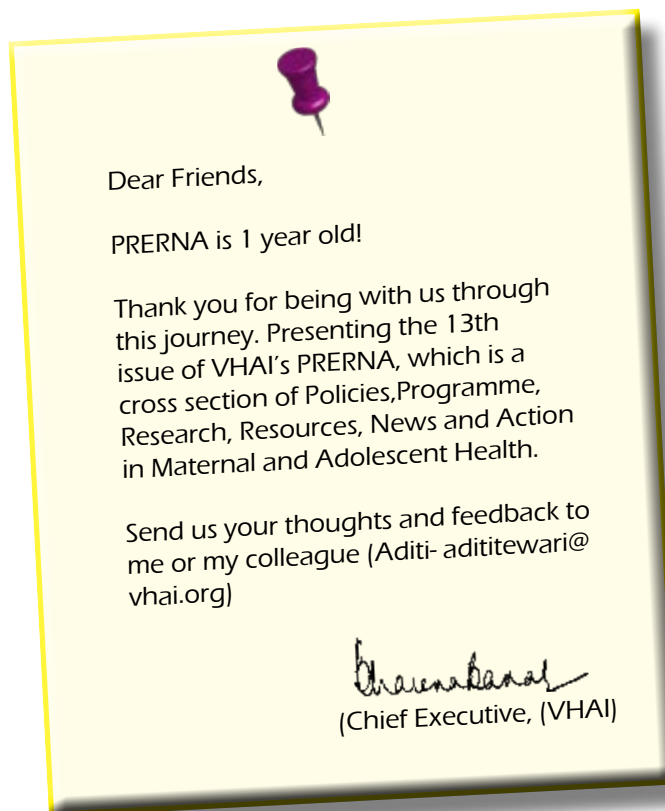 Dear Friends,
PRERNA is 1 year old!
Thank you for being with us through
this journey. Presenting the 13th
issue of VHAI's PRERNA, which is a
cross section of Policies,Programme,
Research, Resources, News and Action
in Maternal and Adolescent Health.
Send us your thoughts and feedback to
me or my colleague (Aditi- adititewari@
vhai.org)
(Chief Executive, (VHAI)